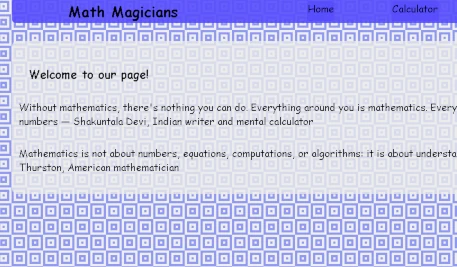 Math Magicians Home Calculator
Welcome to our page!
Without mathematics, there's nothing you can do. Everything around you is mathematics. Every
numbers — Shakuntala Devi, Indian writer and mental calculator
Mathematics is not about numbers, equations, computations, or algorithms: it is about understa
Thurston, American mathematician